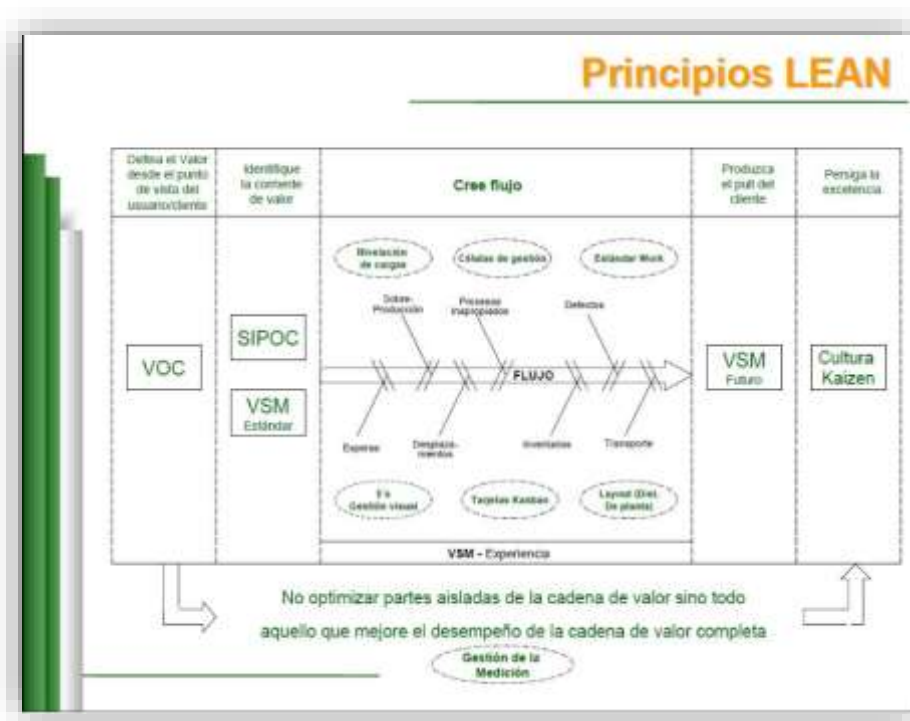 Principios LEAN
Defina el Valor
desde el punto
de vista del
usuario/cliente
Identifique
la corriente
de valor
Cree flujo
Produzca
el pull del
cliente
Persiga la
excelencia
Nivelación
de cargas
Células de gestión
Estándar Work
Sobre-
Producción
Procesos
Inapropiados
Defectos
VOC
SIPOC
VSM
Estándar
FLUJO
VSM
Futuro
Cultura
Kaizen
Esperas
Desplaza-
mientos
Inventarios
Transporte
5´s
Gestión visual
Tarjetas Kanban
Layout (Dist.
De planta)
VSM - Experiencia
No optimizar partes aisladas de la cadena de valor sino todo
aquello que mejore el desempeño de la cadena de valor completa
Gestión de la
Medición